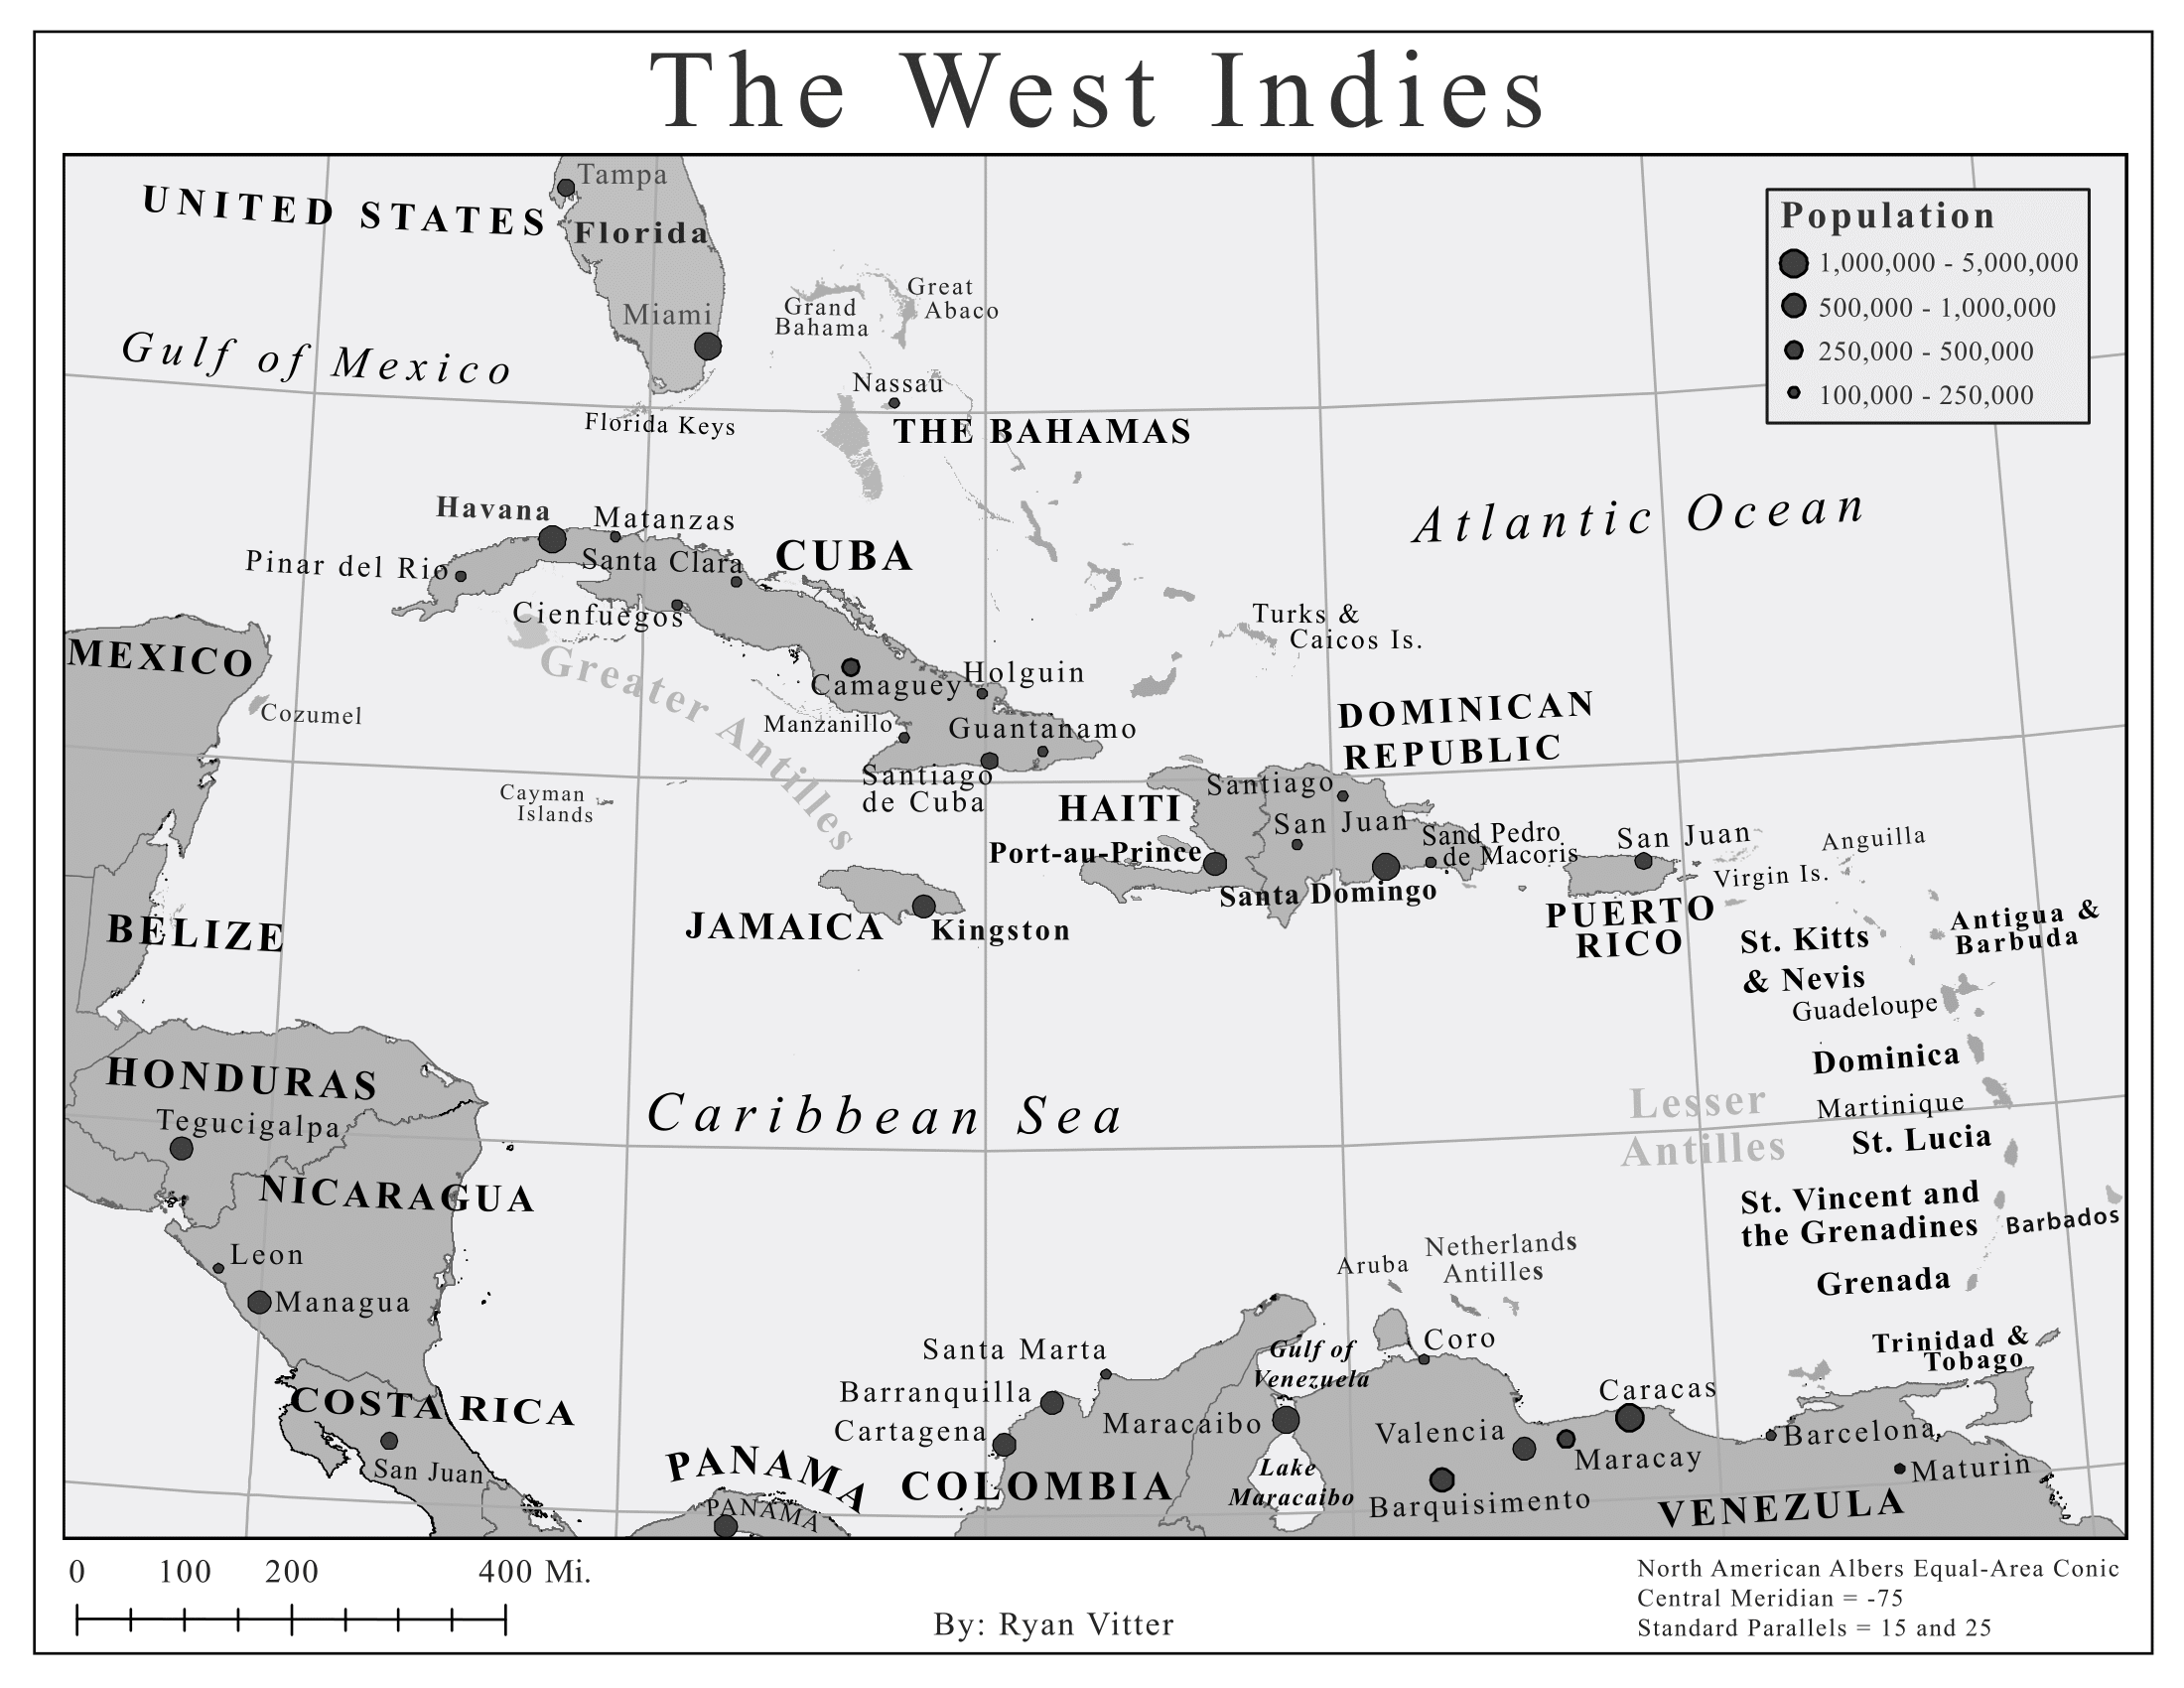 The West Indies
Tampa
UNITED STATES
Florida
Population
1,000,000 - 5,000,000
500,000 - 1,000,000
250,000 - 500,000
100,000 - 250,000
Great
Abaco
Grand
Bahama
Miami
Gulf of Mexico
Nassau
Florida Keys
THE BAHAMAS
Atlantic Ocean
Havana
Matanzas
CUBA
Pinar del Rio
Santa Clara
Cienfuegos
Turks &
Caicos Is.
MEXICO
Greater Antilles
Camaguey
Holguin
Cozumel
Manzanillo
Guantanamo
DOMINICAN
REPUBLIC
Santiago
de Cuba
Cayman
Islands
HAITI
Santiago
San Juan
Sand Pedro
de Macoris
San Juan
Anguilla
Port-au-Prince
Virgin Is.
Santa Domingo
JAMAICA
Kingston
PUERTO
RICO
BELIZE
St. Kitts
& Nevis
Antigua &
Barbuda
Guadeloupe
Dominica
HONDURAS
Tegucigalpa
Caribbean Sea
Lesser
Antilles
Martinique
St. Lucia
NICARAGUA
St. Vincent and
the Grenadines
Barbados
Leon
Managua
Aruba
Netherlands
Antilles
Grenada
Santa Marta
Gulf of
Venezuela
Coro
Trinidad &
Tobago
COSTA RICA
Barranquilla
Cartagena
Maracaibo
Caracas
Valencia
Maracay
Barcelona
San Juan
PANAMA
PANAMA
COLOMBIA
Lake
Maracaibo
Barquisimento
Maturin
VENEZULA
0 100 200 400 Mi.
By: Ryan Vitter
North American Albers Equal-Area Conic
Central Meridian = -75
Standard Parallels = 15 and 25